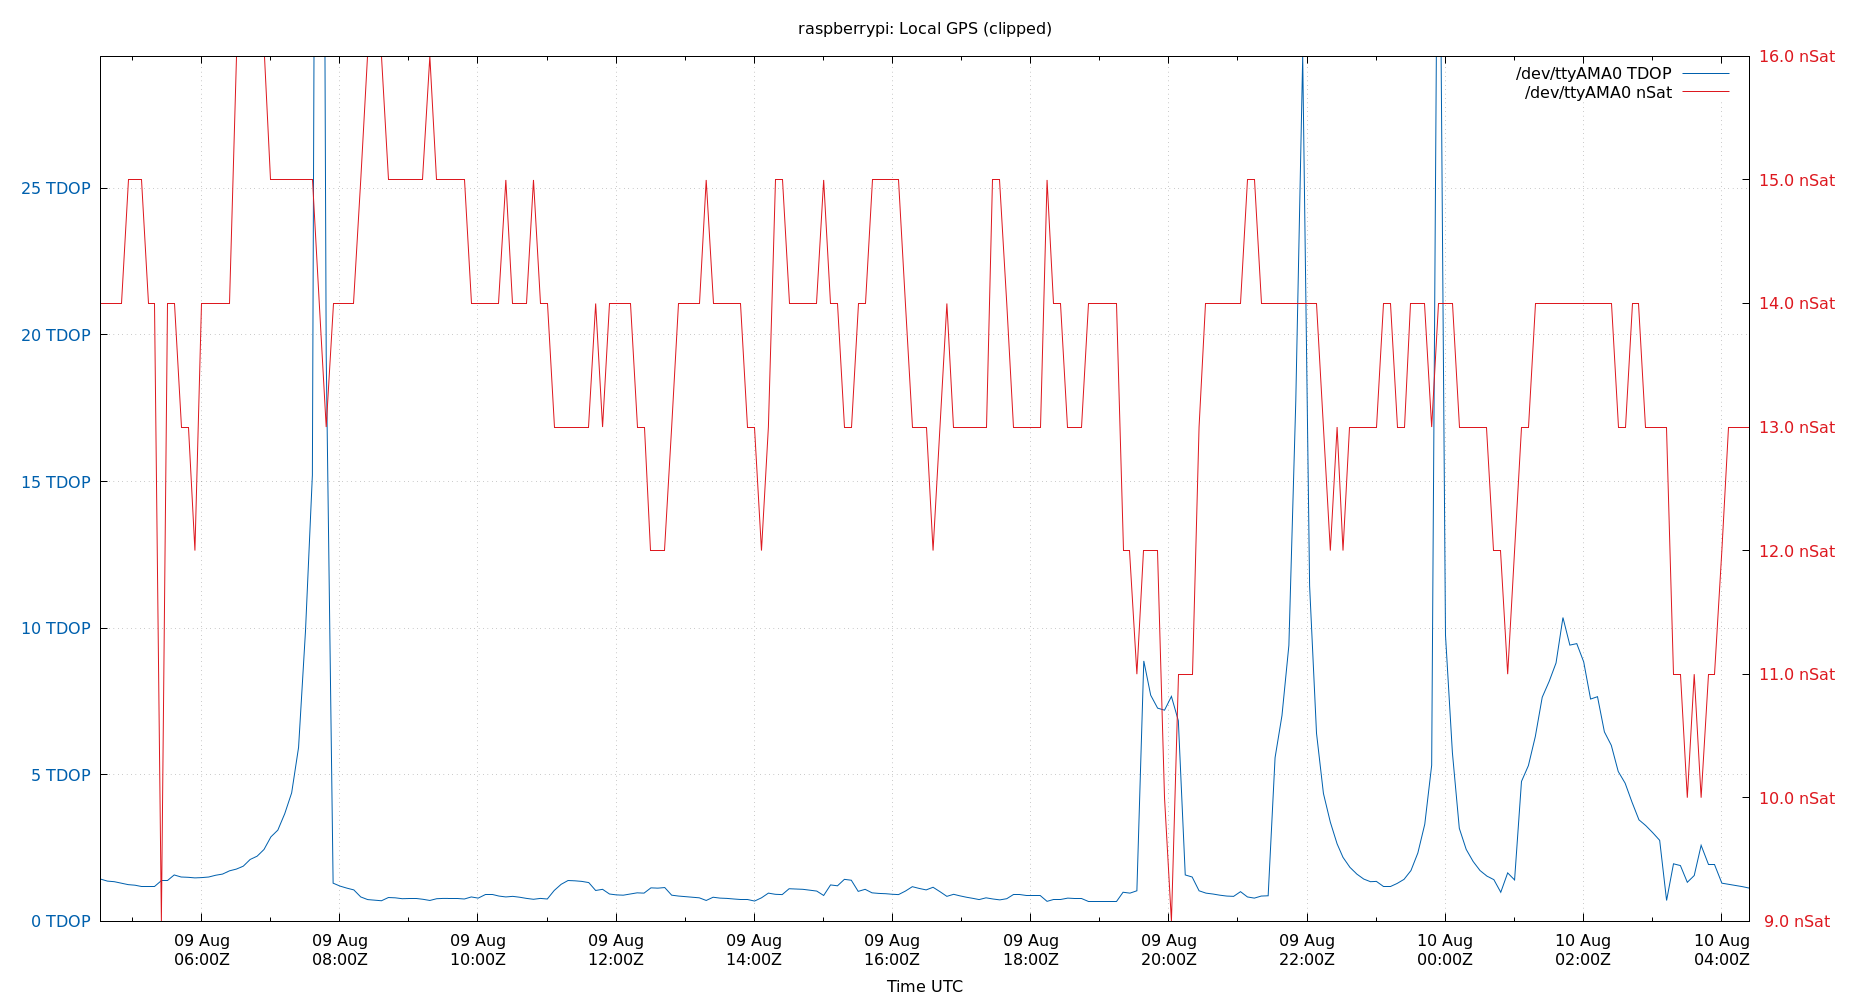 raspberrypi: Local GPS (clipped)
/dev/ttyAMA0 TDOP
/dev/ttyAMA0 nSat
25 TDOP
20 TDOP
15 TDOP
10 TDOP
5 TDOP
0 TDOP
16.0 nSat
15.0 nSat
14.0 nSat
13.0 nSat
12.0 nSat
11.0 nSat
10.0 nSat
9.0 nSat
09 Aug 09 Aug 09 Aug 09 Aug 09 Aug 09 Aug 09 Aug 09 Aug 09 Aug 10 Aug 10 Aug 10 Aug
06:00Z 08:00Z 10:00Z 12:00Z 14:00Z 16:00Z 18:00Z 20:00Z 22:00Z 00:00Z 02:00Z 04:00Z
Time UTC